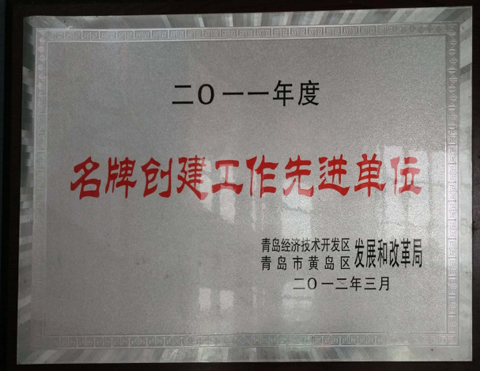 二〇一一年度
名牌创建工作先进单位
青岛经济技术开发区
青岛市黄岛区
发展和改革局
二〇一二年三月